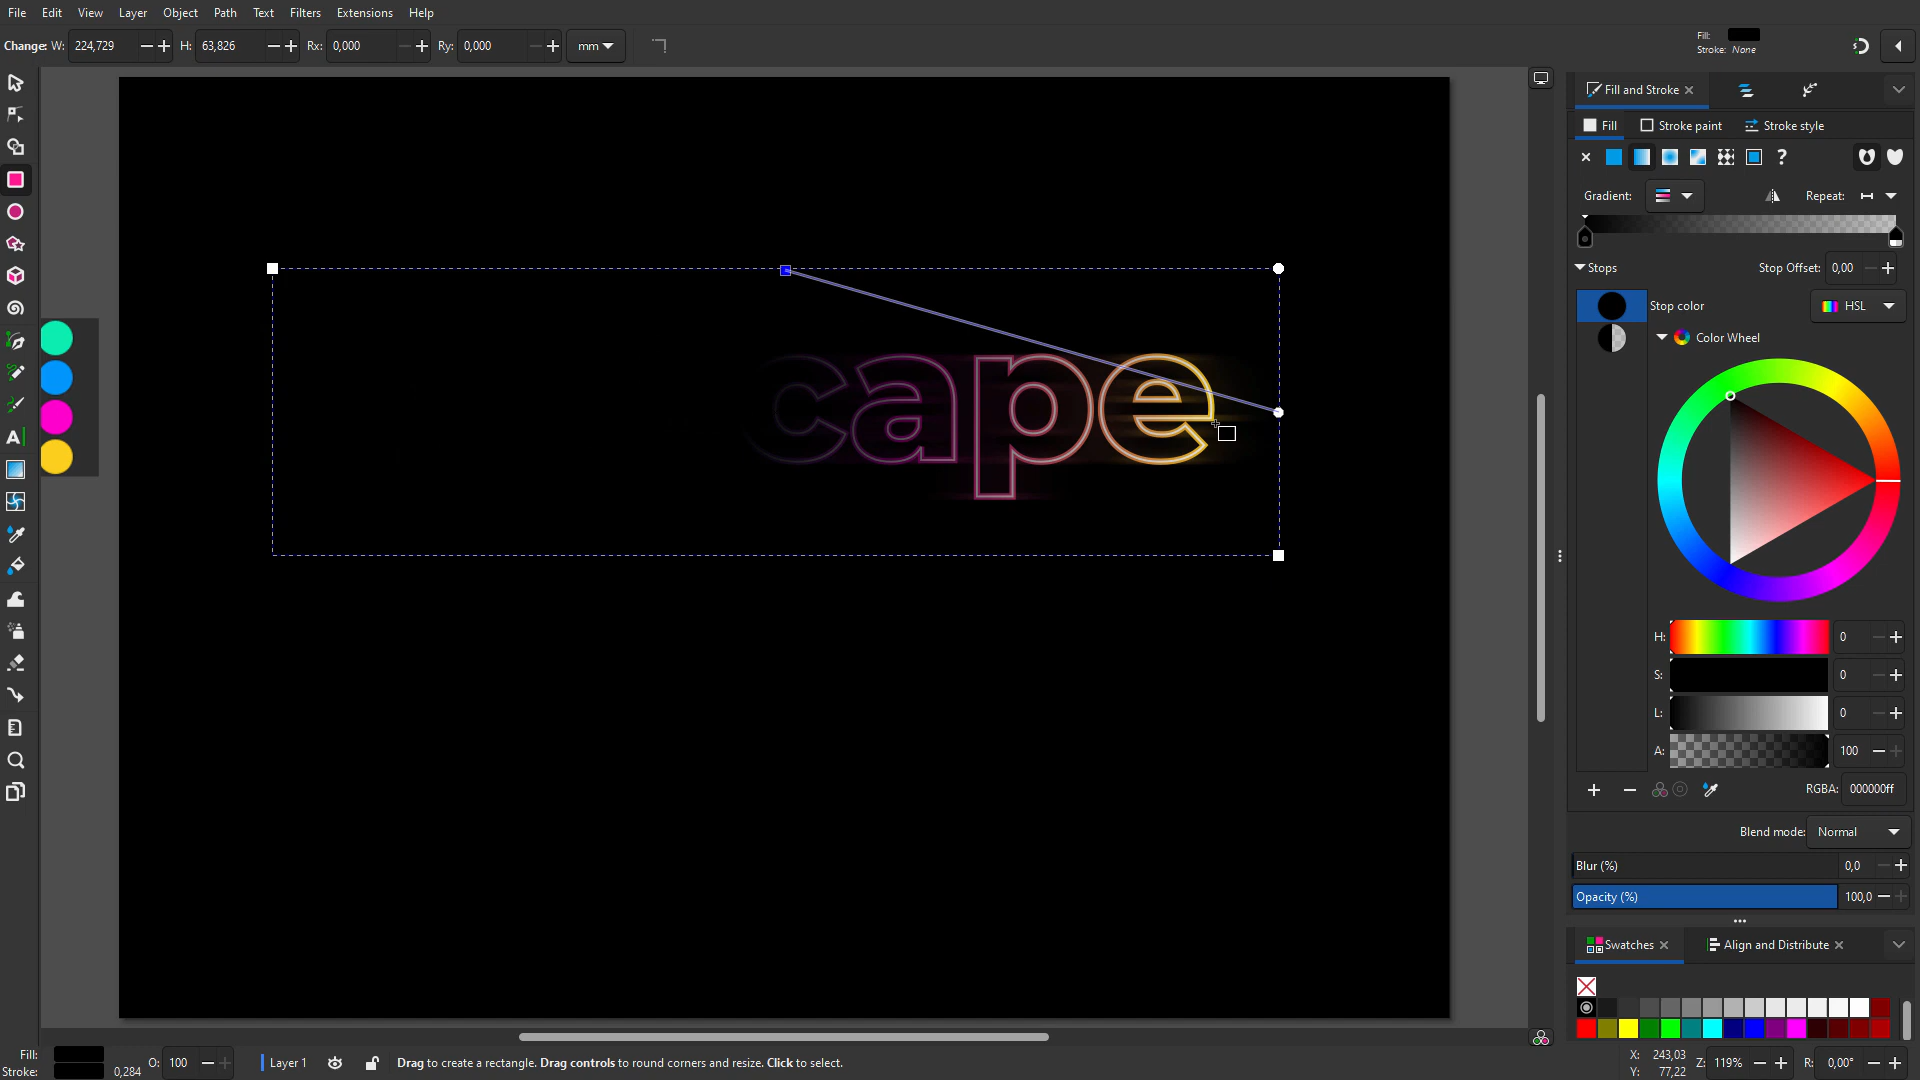 File Edit View Layer Object Path Text Filters Extensions Help
Change: W: 224,729 H: 63,826 Rx: 0,000 Ry: 0,000 mm
Fill:
Stroke: None
Fill and Stroke
Fill Stroke paint Stroke style
?
Gradient: Repeat:
Stops Stop Offset: 0,00
Stop color HSL
Color Wheel
cape
A
H: 0
S: 0
L: 0
A: 100
RGBA: 000000ff
Blend mode: Normal
Blur (%) 0,0
Opacity (%) 100,0
Swatches Align and Distribute
Fill:
Stroke: 0,284 O: 100 Layer 1 Drag to create a rectangle. Drag controls to round corners and resize. Click to select.
X: 243,03
Y: 77,22
Z: 119% R: 0,00°